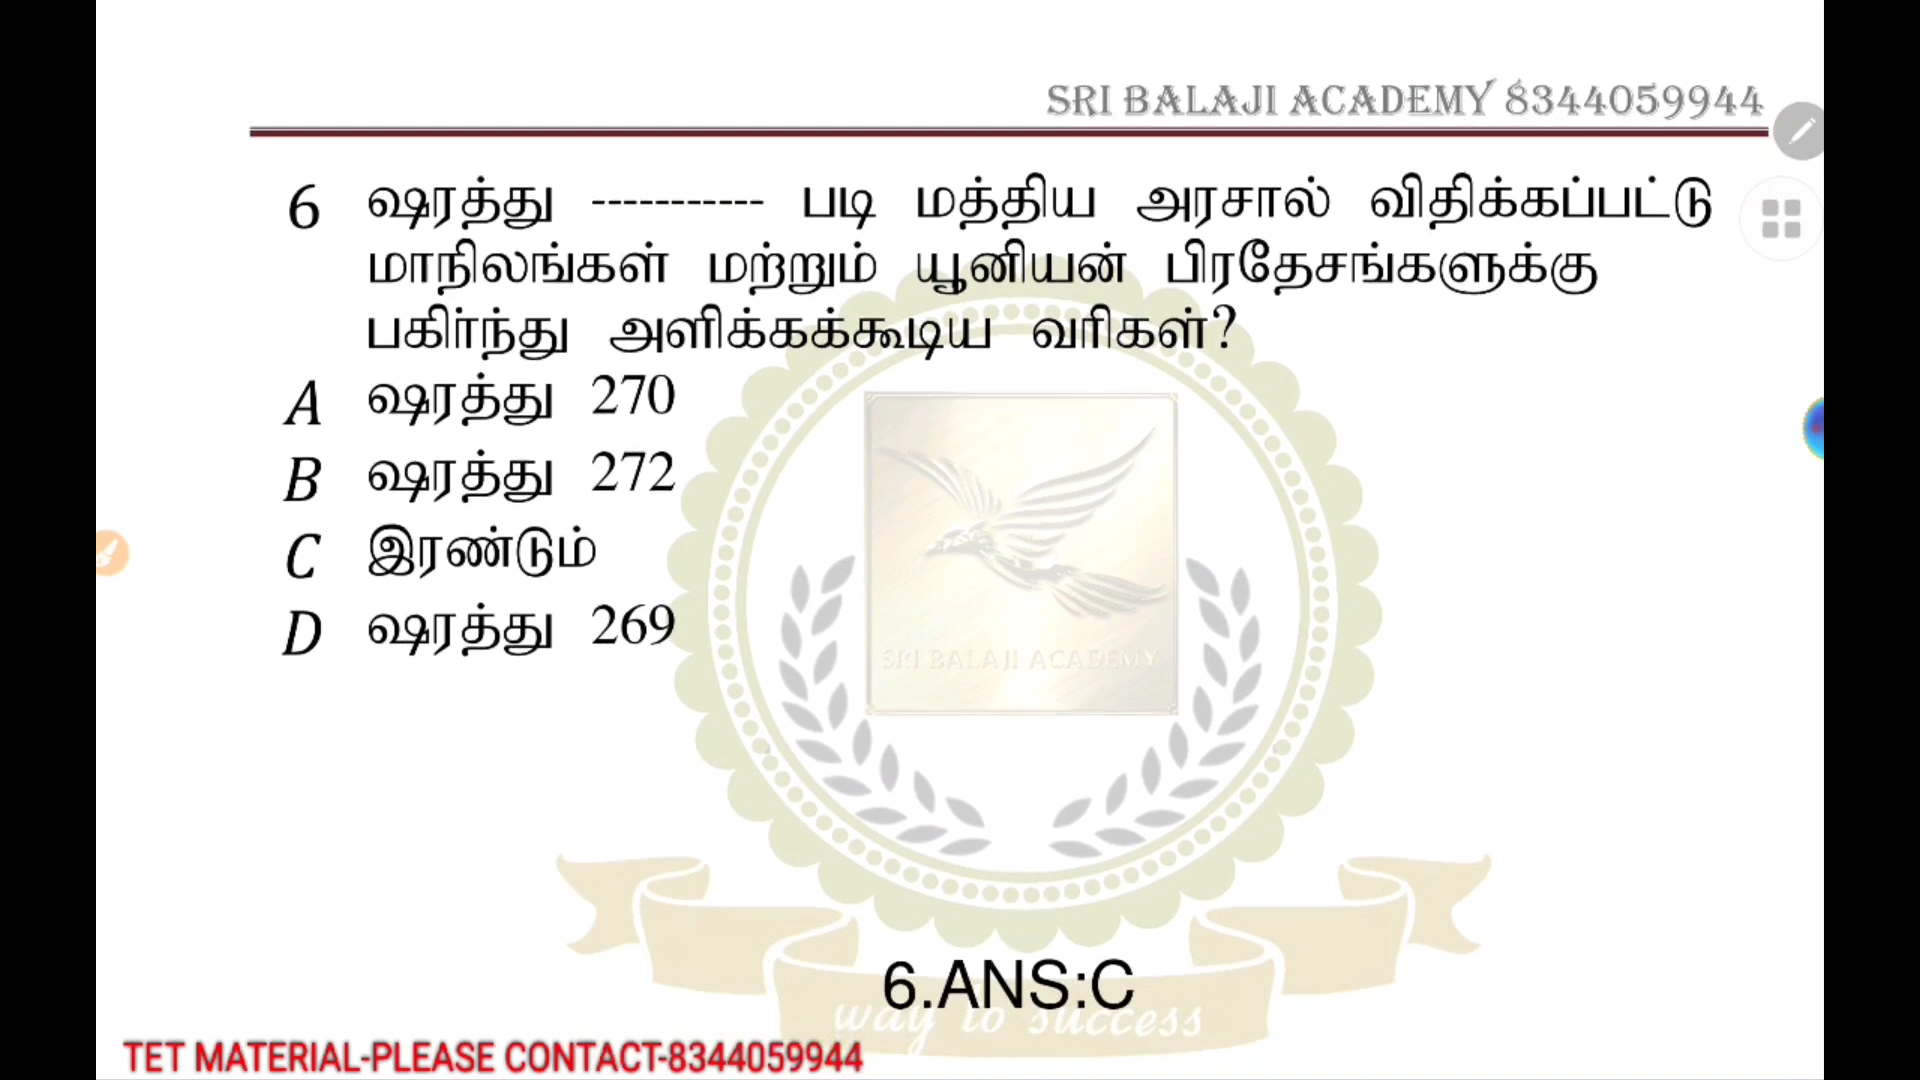 SRI BALAJI ACADEMY 8344059944
6 ஷரத்து ----------- படி மத்திய அரசால் விதிக்கப்பட்டு
மாநிலங்கள் மற்றும் யூனியன் பிரதேசங்களுக்கு
பகிர்ந்து அளிக்கக்கூடிய வரிகள்?
A ஷரத்து 270
B ஷரத்து 272
C இரண்டும்
D ஷரத்து 269
SRI BALAJI ACADEMY
6.ANS:C
way to success
TET MATERIAL-PLEASE CONTACT-8344059944